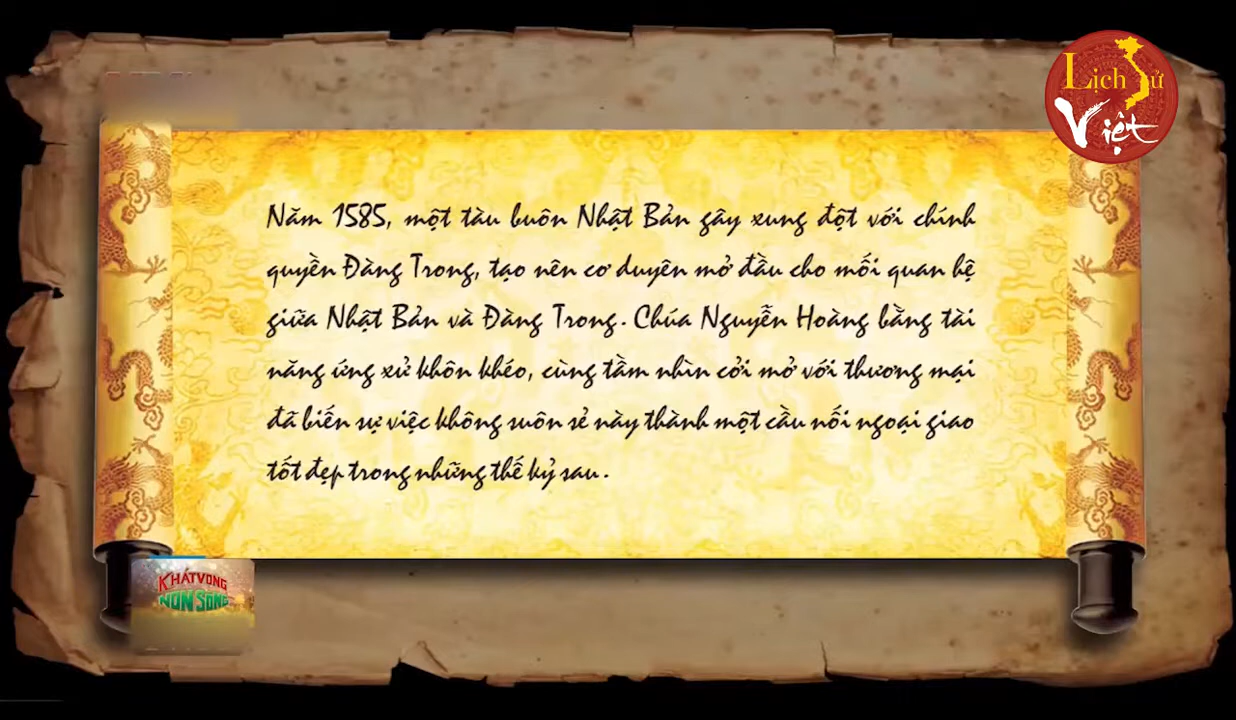 Lịch Sử
Việt
Năm 1585, một tàu buôn Nhật Bản gây xung đột với chính
quyền Đàng Trong, tạo nên cơ duyên mở đầu cho mối quan hệ
giữa Nhật Bản và Đàng Trong. Chúa Nguyễn Hoàng bằng tài
năng ứng xử khôn khéo, cùng tầm nhìn cởi mở với thương mại
đã biến sự việc không suôn sẻ này thành một cầu nối ngoại giao
tốt đẹp trong những thế kỷ sau.
KHÁT VỌNG
NON SÔNG